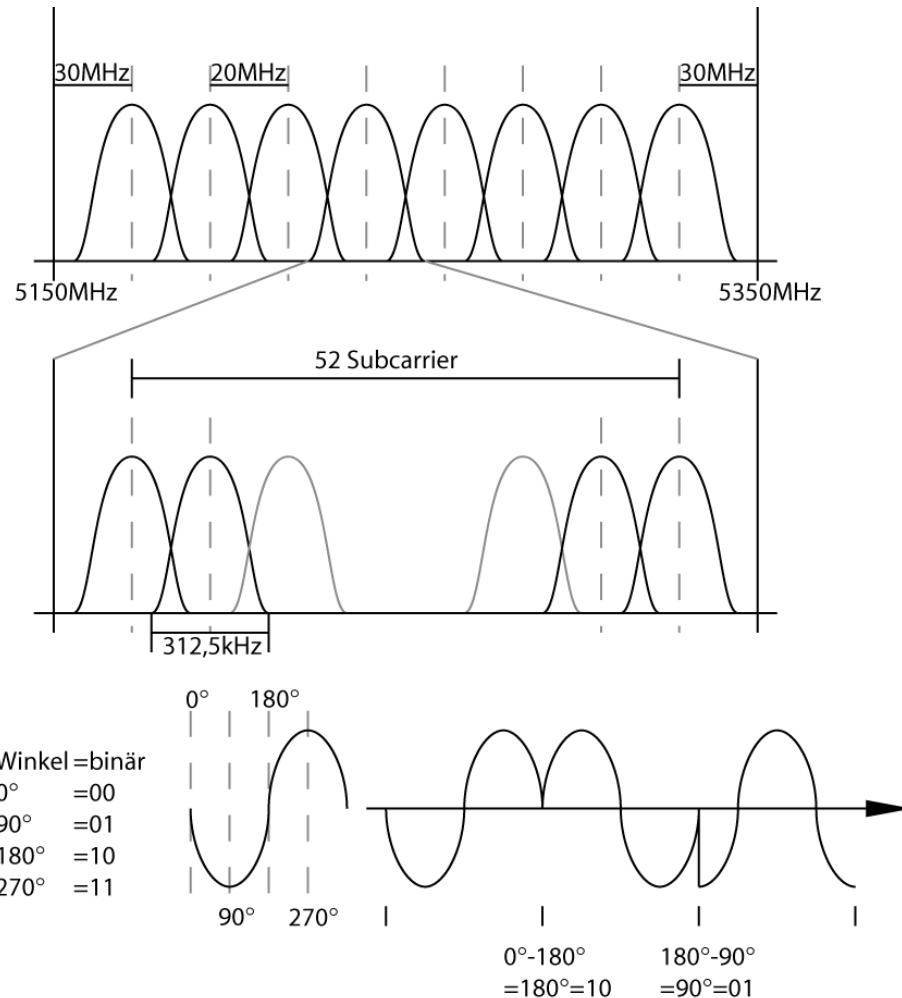 30MHz 20MHz 30MHz
5150MHz 5350MHz
52 Subcarrier
312,5kHz
0° 180°
Winkel =binär
0° =00
90° =01
180° =10
270° =11
90° 270°
0°-180° 180°-90°
=180°=10 =90°=01